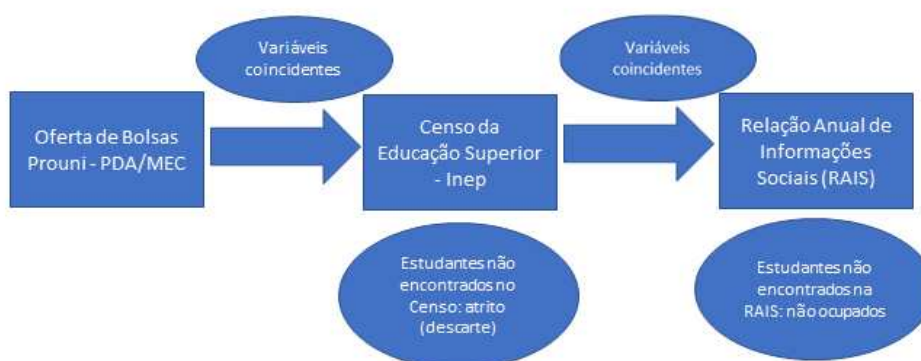 Variáveis
coincidentes
Variáveis
coincidentes
Oferta de Bolsas
Prouni - PDA/MEC
Censo da
Educação Superior
- Inep
Relação Anual de
Informações
Sociais (RAIS)
Estudantes não
encontrados no
Censo: atrito
(descarte)
Estudantes não
encontrados na
RAIS: não ocupados